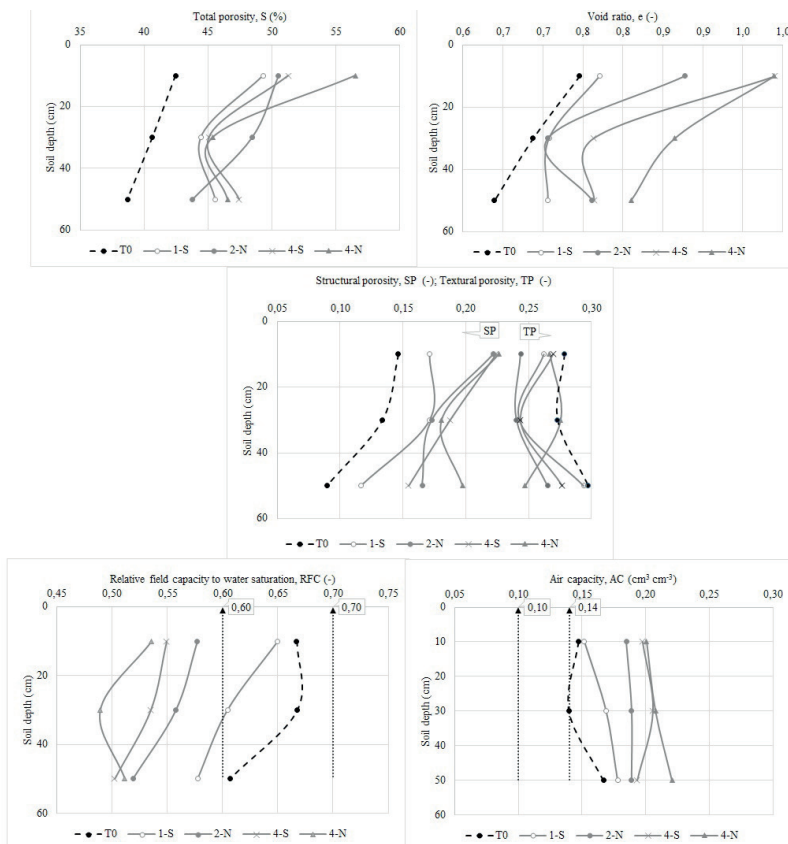 Total porosity, S (%)
35 40 45 50 55 60
0
20
40
60
Soil depth (cm)
T0 1-S 2-N 4-S 4-N
Void ratio, e (-)
0,6 0,7 0,7 0,8 0,8 0,9 0,9 1,0 1,0
0
20
40
60
Soil depth (cm)
T0 1-S 2-N 4-S 4-N
Structural porosity, SP (-); Textural porosity, TP (-)
0,05 0,10 0,15 0,20 0,25 0,30
0
SP TP
20
40
60
Soil depth (cm)
T0 1-S 2-N 4-S 4-N
Relative field capacity to water saturation, RFC (-)
0,45 0,50 0,55 0,60 0,65 0,70 0,75
0
0,60 0,70
20
40
60
Soil depth (cm)
T0 1-S 2-N 4-S 4-N
Air capacity, AC (cm³ cm⁻³)
0,05 0,10 0,15 0,20 0,25 0,30
0
0,10 0,14
10
20
30
40
50
60
Soil depth (cm)
T0 1-S 2-N 4-S 4-N